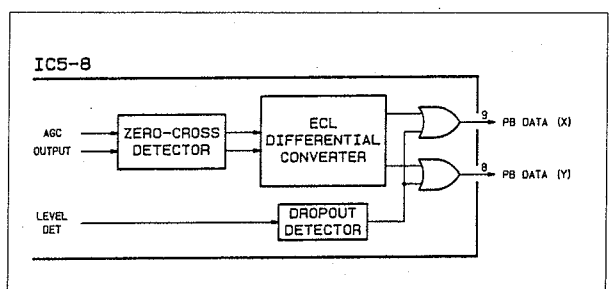 IC5-8
AGC
OUTPUT
ZERO-CROSS
DETECTOR
ECL
DIFFERENTIAL
CONVERTER
9
PB DATA (X)
8
PB DATA (Y)
LEVEL
DET
DROPOUT
DETECTOR